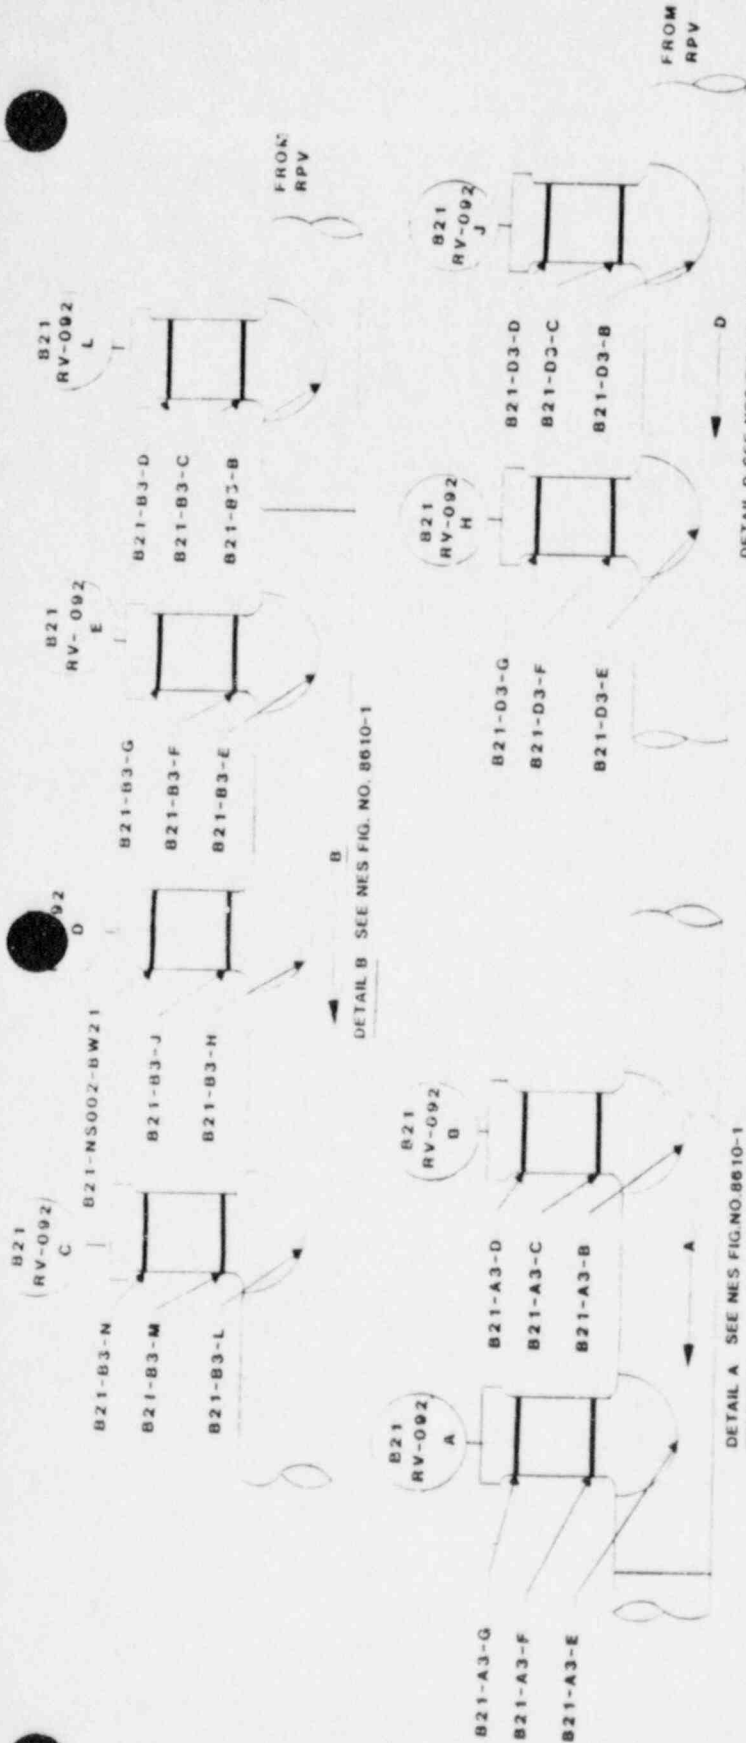 B21
RV-092
C
B21-B3-N
B21-B3-M
B21-B3-L
B21-NS002-BW21
92
D
B21-B3-J
B21-B3-H
B21
RV-092
E
B21-B3-G
B21-B3-F
B21-B3-E
B21
RV-092
L
B21-B3-D
B21-B3-C
B21-B3-B
FROM
RPV
B
DETAIL B SEE NES FIG. NO. 8610-1
B21
RV-092
A
B21-A3-G
B21-A3-F
B21-A3-E
B21
RV-092
B
B21-A3-D
B21-A3-C
B21-A3-B
A
DETAIL A SEE NES FIG.NO.8610-1
B21
RV-092
H
B21-D3-G
B21-D3-F
B21-D3-E
B21
RV-092
J
B21-D3-D
B21-D3-C
B21-D3-B
FROM
RPV
D